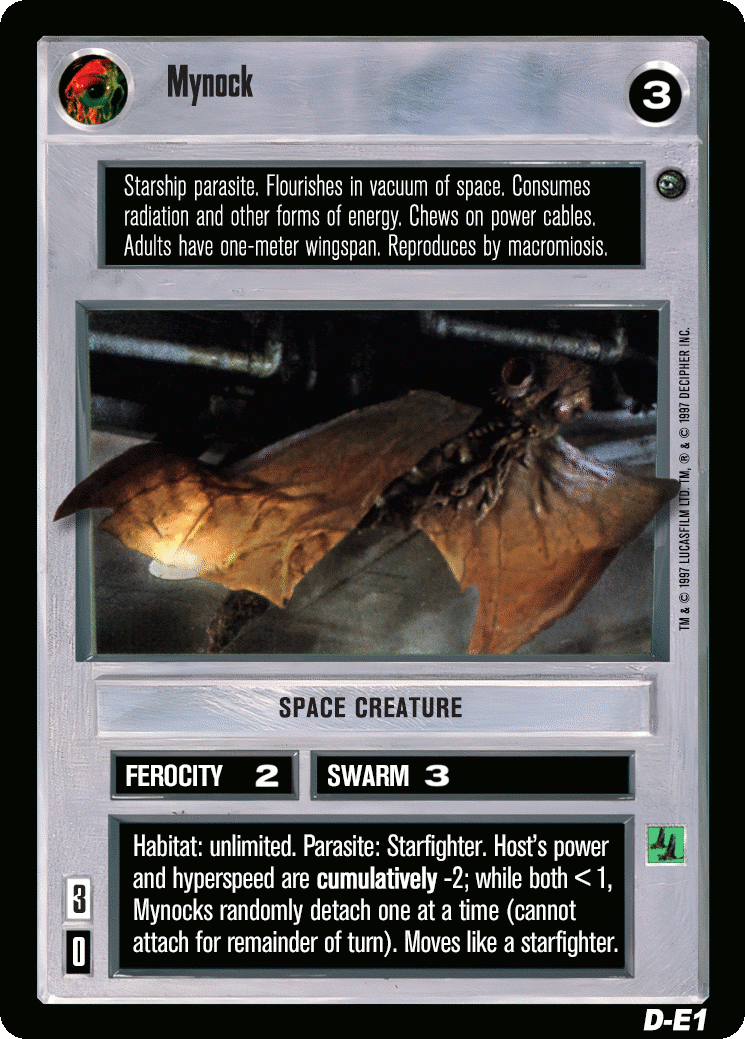 Mynock
3
Starship parasite. Flourishes in vacuum of space. Consumes
radiation and other forms of energy. Chews on power cables.
Adults have one-meter wingspan. Reproduces by macromiosis.
TM & © 1997 LUCASFILM LTD. TM, ® & © 1997 DECIPHER INC.
SPACE CREATURE
FEROCITY 2
SWARM 3
Habitat: unlimited. Parasite: Starfighter. Host's power
and hyperspeed are cumulatively -2; while both < 1,
Mynocks randomly detach one at a time (cannot
attach for remainder of turn). Moves like a starfighter.
3
0
D-E1